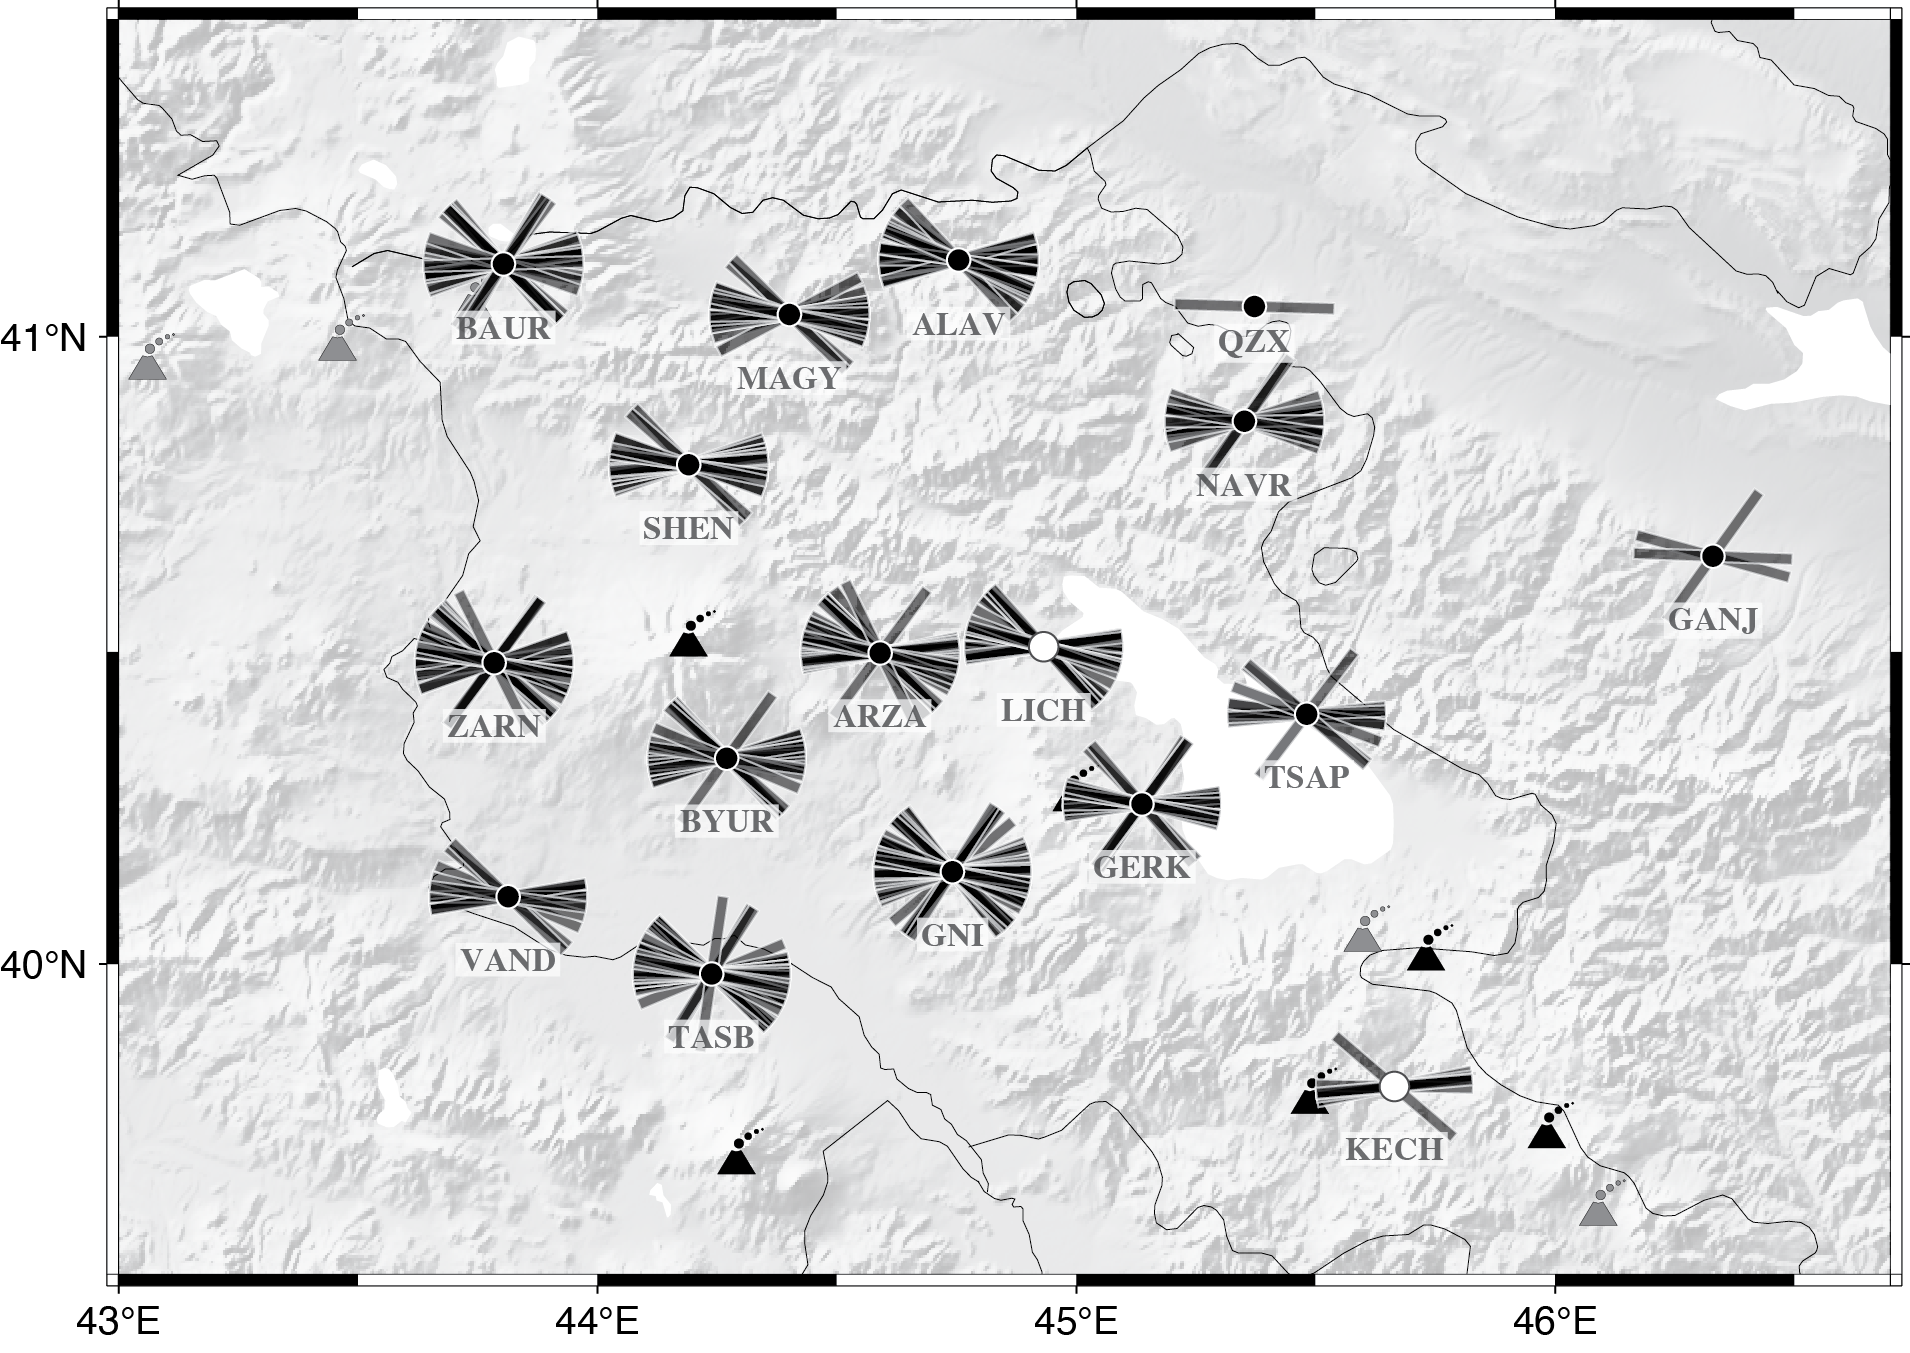 BAUR
ALAV
41°N
QZX
MAGY
NAVR
SHEN
GANJ
LICH
ARZA
ZARN
TSAP
BYUR
GERK
GNI
VAND
40°N
TASB
KECH
43°E
44°E
45°E
46°E